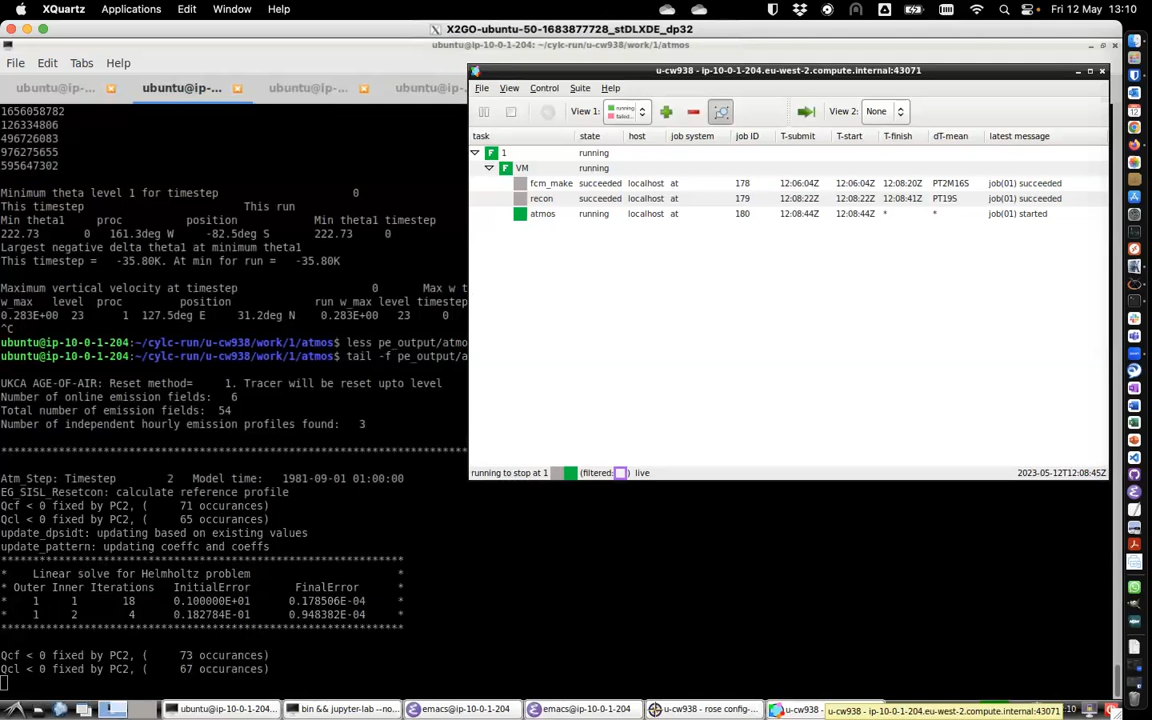 XQuartz Applications Edit Window Help Fri 12 May 13:10
X2GO-ubuntu-50-1683877728_stDLXDE_dp32
ubuntu@ip-10-0-1-204: ~/cylc-run/u-cw938/work/1/atmos
File Edit Tabs Help
ubuntu@ip-... ubuntu@ip-... ubuntu@ip-... ubuntu@ip-
1656058782
126334806
496726083
976275655
595647302
Minimum theta level 1 for timestep 0
This timestep This run
Min theta1 proc position Min theta1 timestep
222.73 0 161.3deg W -82.5deg S 222.73 0
Largest negative delta theta1 at minimum theta1
This timestep = -35.80K. At min for run = -35.80K
Maximum vertical velocity at timestep 0 Max w t
w_max level proc position run w_max level timestep
0.283E+00 23 1 127.5deg E 31.2deg N 0.283E+00 23 0
^C
ubuntu@ip-10-0-1-204:~/cylc-run/u-cw938/work/1/atmos$ less pe_output/atmo
ubuntu@ip-10-0-1-204:~/cylc-run/u-cw938/work/1/atmos$ tail -f pe_output/a
UKCA AGE-OF-AIR: Reset method= 1. Tracer will be reset upto level
Number of online emission fields: 6
Total number of emission fields: 54
Number of independent hourly emission profiles found: 3
********************************************************************
Atm_Step: Timestep 2 Model time: 1981-09-01 01:00:00
EG_SISL_Resetcon: calculate reference profile
Qcf < 0 fixed by PC2, ( 71 occurances)
Qcl < 0 fixed by PC2, ( 65 occurances)
update_dpsidt: updating based on existing values
update_pattern: updating coeffc and coeffs
**********************************************************
* Linear solve for Helmholtz problem *
* Outer Inner Iterations InitialError FinalError *
* 1 1 18 0.100000E+01 0.178506E-04 *
* 1 2 4 0.182784E-01 0.948382E-04 *
**********************************************************
Qcf < 0 fixed by PC2, ( 73 occurances)
Qcl < 0 fixed by PC2, ( 67 occurances)
u-cw938 - ip-10-0-1-204.eu-west-2.compute.internal:43071
File View Control Suite Help
View 1: running failed.. View 2: None
task state host job system job ID T-submit T-start T-finish dT-mean latest message
F 1 running
F VM running
fcm_make succeeded localhost at 178 12:06:04Z 12:06:04Z 12:08:20Z PT2M16S job(01) succeeded
recon succeeded localhost at 179 12:08:22Z 12:08:22Z 12:08:41Z PT19S job(01) succeeded
atmos running localhost at 180 12:08:44Z 12:08:44Z * * job(01) started
running to stop at 1 (filtered: ) live 2023-05-12T12:08:45Z
ubuntu@ip-10-0-1-204:... bin && jupyter-lab --no... emacs@ip-10-0-1-204 emacs@ip-10-0-1-204 u-cw938 - rose config-... u-cw938 - :10
u-cw938 - ip-10-0-1-204.eu-west-2.compute.internal:43071